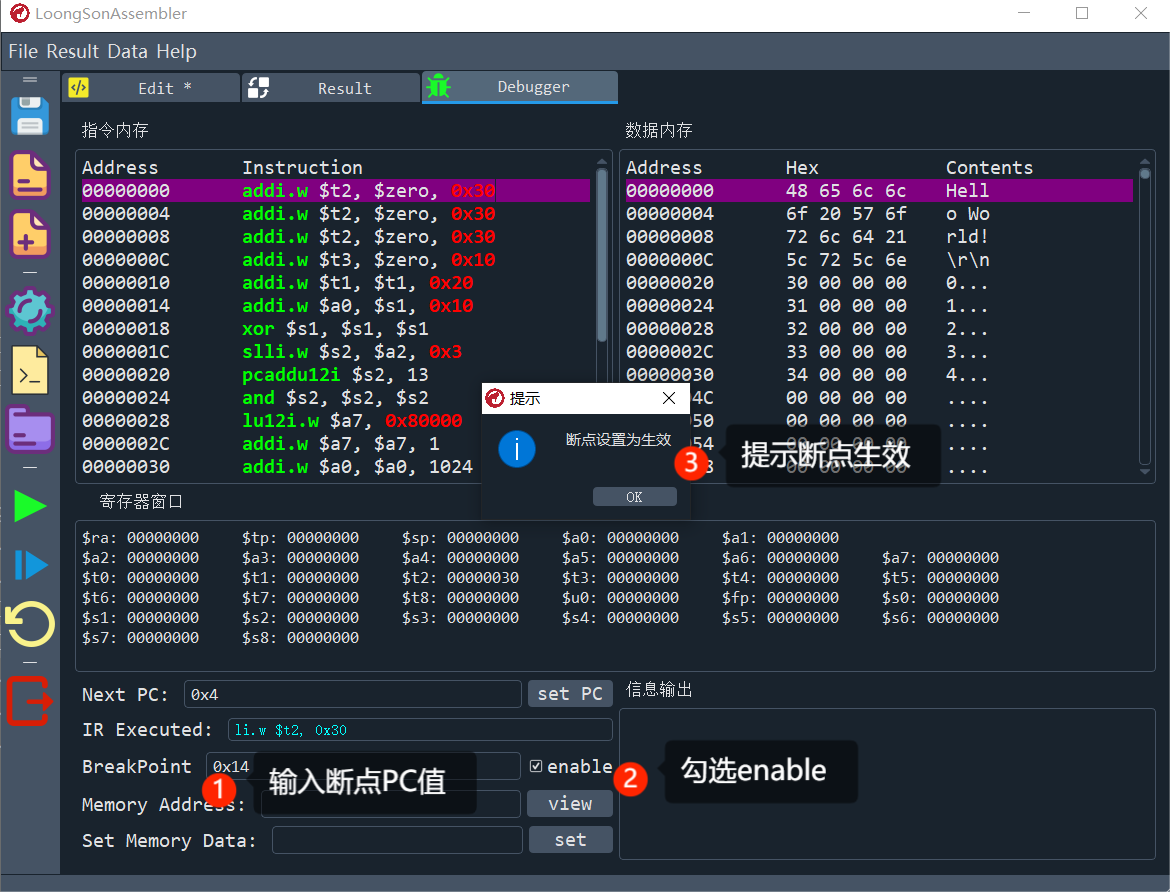 LoongSonAssembler
File Result Data Help
Edit * Result Debugger
指令内存
Address Instruction
00000000 addi.w $t2, $zero, 0x30
00000004 addi.w $t2, $zero, 0x30
00000008 addi.w $t2, $zero, 0x30
0000000C addi.w $t3, $zero, 0x10
00000010 addi.w $t1, $t1, 0x20
00000014 addi.w $a0, $s1, 0x10
00000018 xor $s1, $s1, $s1
0000001C slli.w $s2, $a2, 0x3
00000020 pcaddu12i $s2, 13
00000024 and $s2, $s2, $s2
00000028 lu12i.w $a7, 0x80000
0000002C addi.w $a7, $a7, 1
00000030 addi.w $a0, $a0, 1024
数据内存
Address Hex Contents
00000000 48 65 6c 6c Hell
00000004 6f 20 57 6f o Wo
00000008 72 6c 64 21 rld!
0000000C 5c 72 5c 6e \r\n
00000020 30 00 00 00 0...
00000024 31 00 00 00 1...
00000028 32 00 00 00 2...
0000002C 33 00 00 00 3...
00000030 34 00 00 00 4...
4C 00 00 00 00 ....
50 00 00 00 00 ....
54 ....
....
提示
断点设置为生效
OK
3 提示断点生效
寄存器窗口
$ra: 00000000 $tp: 00000000 $sp: 00000000 $a0: 00000000 $a1: 00000000
$a2: 00000000 $a3: 00000000 $a4: 00000000 $a5: 00000000 $a6: 00000000 $a7: 00000000
$t0: 00000000 $t1: 00000000 $t2: 00000030 $t3: 00000000 $t4: 00000000 $t5: 00000000
$t6: 00000000 $t7: 00000000 $t8: 00000000 $u0: 00000000 $fp: 00000000 $s0: 00000000
$s1: 00000000 $s2: 00000000 $s3: 00000000 $s4: 00000000 $s5: 00000000 $s6: 00000000
$s7: 00000000 $s8: 00000000
Next PC: 0x4 set PC
IR Executed: li.w $t2, 0x30
BreakPoint 0x14 enable
1 输入断点PC值
2 勾选enable
Memory Address: view
Set Memory Data: set
信息输出